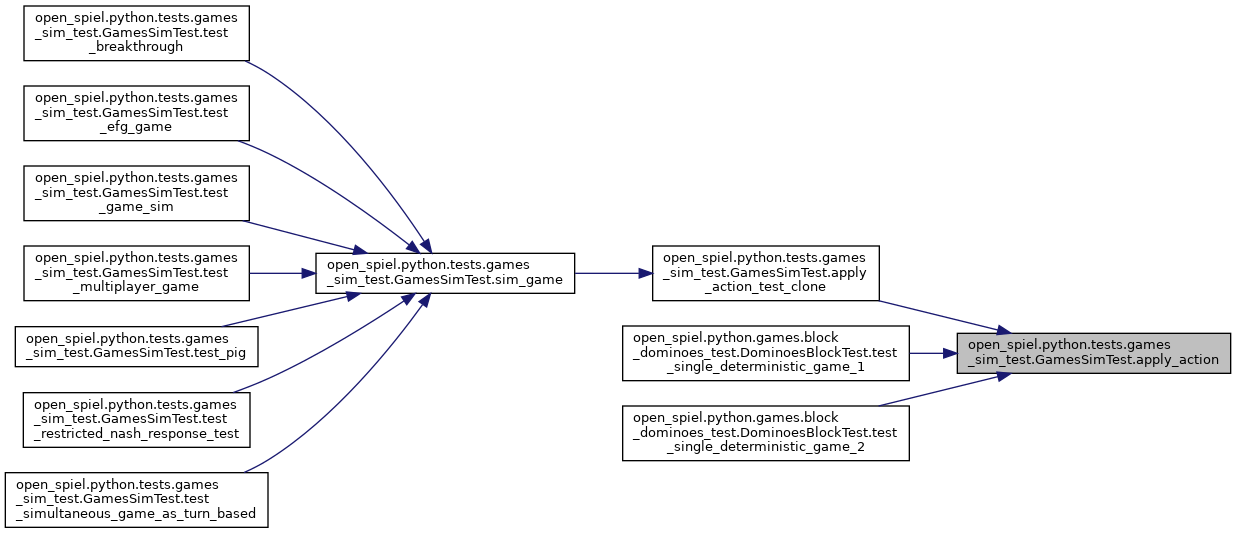 open_spiel.python.tests.games
_sim_test.GamesSimTest.test
_breakthrough
open_spiel.python.tests.games
_sim_test.GamesSimTest.test
_efg_game
open_spiel.python.tests.games
_sim_test.GamesSimTest.test
_game_sim
open_spiel.python.tests.games
_sim_test.GamesSimTest.test
_multiplayer_game
open_spiel.python.tests.games
_sim_test.GamesSimTest.test_pig
open_spiel.python.tests.games
_sim_test.GamesSimTest.test
_restricted_nash_response_test
open_spiel.python.tests.games
_sim_test.GamesSimTest.test
_simultaneous_game_as_turn_based
open_spiel.python.tests.games
_sim_test.GamesSimTest.sim_game
open_spiel.python.tests.games
_sim_test.GamesSimTest.apply
_action_test_clone
open_spiel.python.games.block
_dominoes_test.DominoesBlockTest.test
_single_deterministic_game_1
open_spiel.python.games.block
_dominoes_test.DominoesBlockTest.test
_single_deterministic_game_2
open_spiel.python.tests.games
_sim_test.GamesSimTest.apply_action